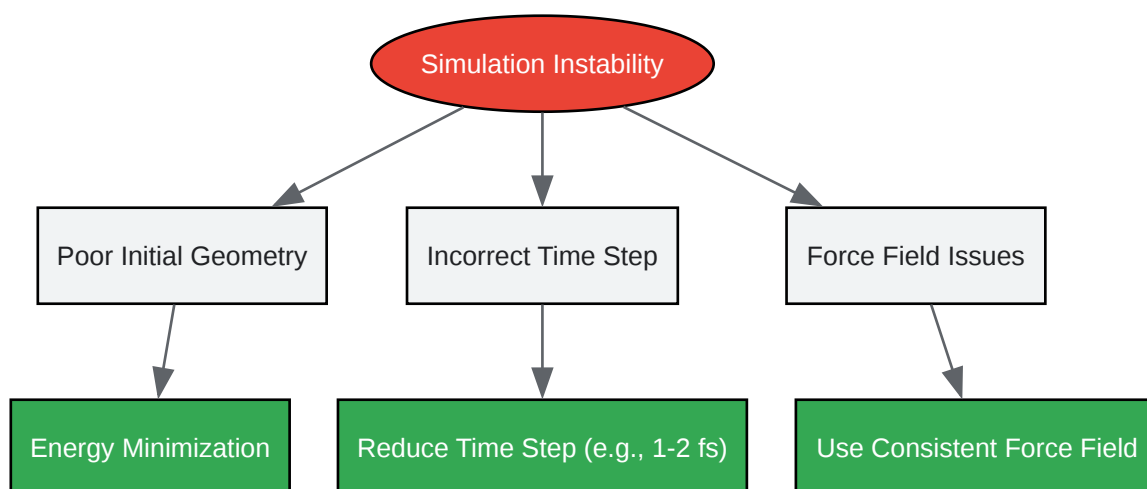 Simulation Instability
Poor Initial Geometry
Incorrect Time Step
Force Field Issues
Energy Minimization
Reduce Time Step (e.g., 1-2 fs)
Use Consistent Force Field